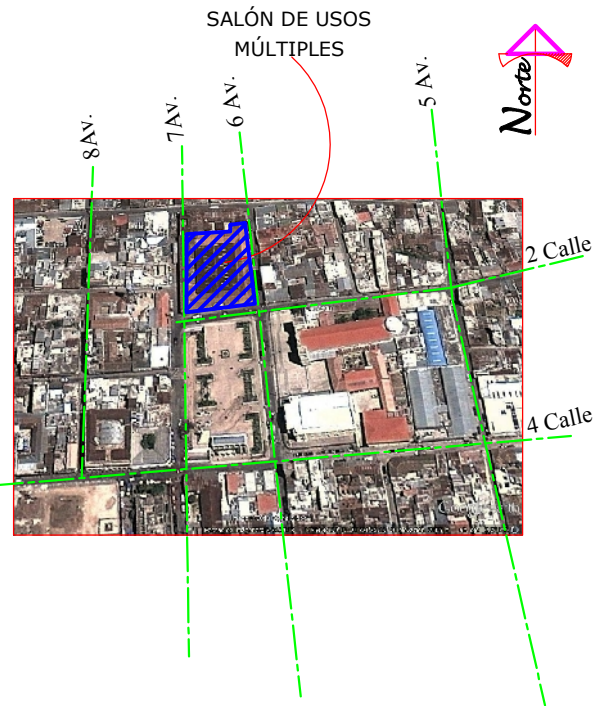 SALÓN DE USOS
MÚLTIPLES
Norte
8Av.
7Av.
6 Av.
5 Av.
2 Calle
4 Calle